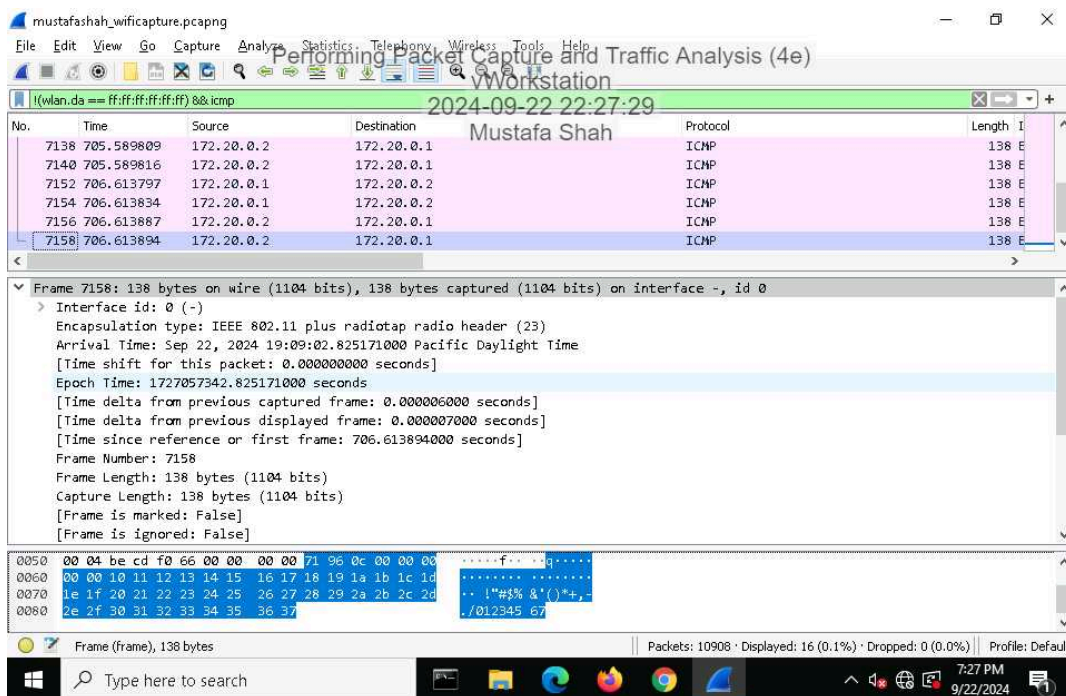 mustafashah_wificapture.pcapng
File Edit View Go Capture Analyze Statistics Telephony Wireless Tools Help
Performing Packet Capture and Traffic Analysis (4e)
vWorkstation
2024-09-22 22:27:29
Mustafa Shah
!(wlan.da == ff:ff:ff:ff:ff:ff) && icmp
No. Time Source Destination Protocol Length I
7138 705.589809 172.20.0.2 172.20.0.1 ICMP 138 E
7140 705.589816 172.20.0.2 172.20.0.1 ICMP 138 E
7152 706.613797 172.20.0.1 172.20.0.2 ICMP 138 E
7154 706.613834 172.20.0.1 172.20.0.2 ICMP 138 E
7156 706.613887 172.20.0.2 172.20.0.1 ICMP 138 E
7158 706.613894 172.20.0.2 172.20.0.1 ICMP 138 E
Frame 7158: 138 bytes on wire (1104 bits), 138 bytes captured (1104 bits) on interface -, id 0
Interface id: 0 (-)
Encapsulation type: IEEE 802.11 plus radiotap radio header (23)
Arrival Time: Sep 22, 2024 19:09:02.825171000 Pacific Daylight Time
[Time shift for this packet: 0.000000000 seconds]
Epoch Time: 1727057342.825171000 seconds
[Time delta from previous captured frame: 0.000006000 seconds]
[Time delta from previous displayed frame: 0.000007000 seconds]
[Time since reference or first frame: 706.613894000 seconds]
Frame Number: 7158
Frame Length: 138 bytes (1104 bits)
Capture Length: 138 bytes (1104 bits)
[Frame is marked: False]
[Frame is ignored: False]
0050 00 04 be cd f0 66 00 00 00 00 71 96 0c 00 00 00 ·····f·· ··q·····
0060 00 00 10 11 12 13 14 15 16 17 18 19 1a 1b 1c 1d ········ ········
0070 1e 1f 20 21 22 23 24 25 26 27 28 29 2a 2b 2c 2d ·· !"#$% &'()*+,-
0080 2e 2f 30 31 32 33 34 35 36 37 ./012345 67
Frame (frame), 138 bytes Packets: 10908 · Displayed: 16 (0.1%) · Dropped: 0 (0.0%) Profile: Defaul
Type here to search 7:27 PM
9/22/2024